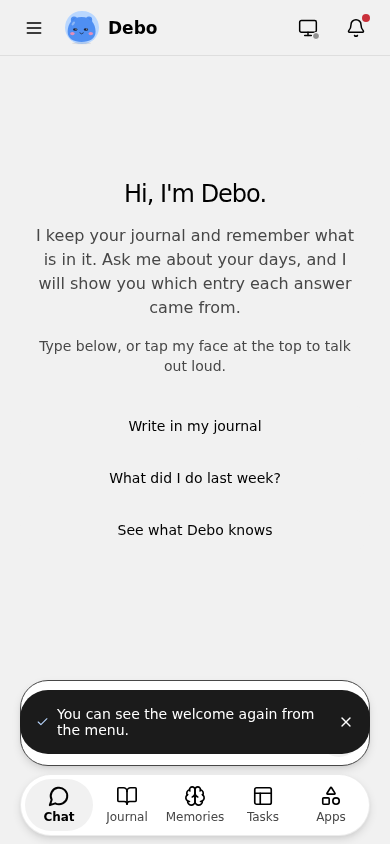 Debo
Hi, I'm Debo.
I keep your journal and remember what
is in it. Ask me about your days, and I
will show you which entry each answer
came from.
Type below, or tap my face at the top to talk
out loud.
Write in my journal
What did I do last week?
See what Debo knows
You can see the welcome again from
the menu.
Chat
Journal
Memories
Tasks
Apps